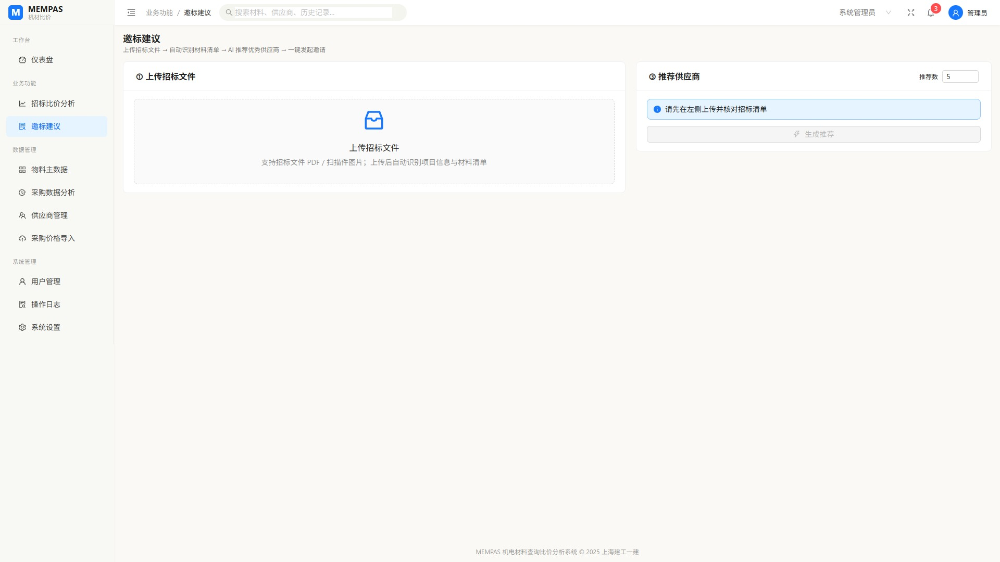 M MEMPAS
机材比价
业务功能 / 邀标建议
搜索材料、供应商、历史记录...
系统管理员
3
管理员
工作台
仪表盘
业务功能
招标比价分析
邀标建议
数据管理
物料主数据
采购数据分析
供应商管理
采购价格导入
系统管理
用户管理
操作日志
系统设置
邀标建议
上传招标文件 → 自动识别材料清单 → AI 推荐优秀供应商 → 一键发起邀请
① 上传招标文件
上传招标文件
支持招标文件 PDF / 扫描件图片；上传后自动识别项目信息与材料清单
③ 推荐供应商
推荐数 5
请先在左侧上传并核对招标清单
生成推荐
MEMPAS 机电材料查询比价分析系统 © 2025 上海建工一建